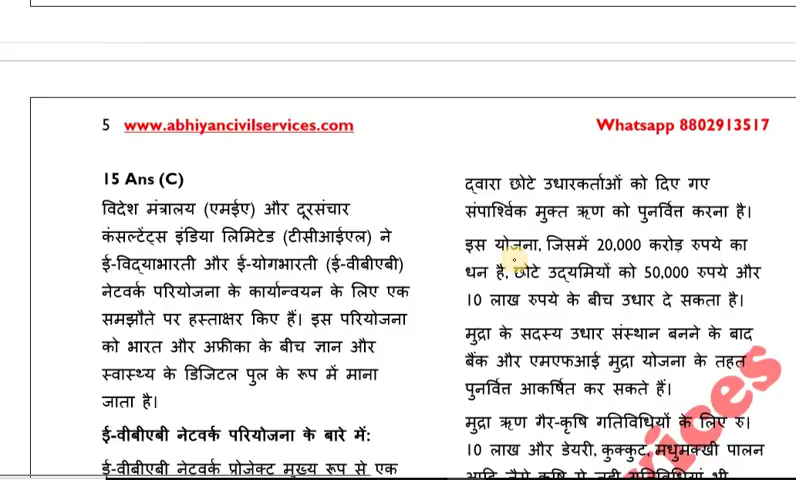 5 www.abhiyancivilservices.com
Whatsapp 8802913517
15 Ans (C)
विदेश मंत्रालय (एमईए) और दूरसंचार
कंसल्टेंट्स इंडिया लिमिटेड (टीसीआईएल) ने
ई-विद्याभारती और ई-योगभारती (ई-वीबीएबी)
नेटवर्क परियोजना के कार्यान्वयन के लिए एक
समझौते पर हस्ताक्षर किए हैं। इस परियोजना
को भारत और अफ्रीका के बीच ज्ञान और
स्वास्थ्य के डिजिटल पुल के रूप में माना
जाता है।
ई-वीबीएबी नेटवर्क परियोजना के बारे में:
ई-वीबीएबी नेटवर्क प्रोजेक्ट मुख्य रूप से एक
द्वारा छोटे उधारकर्ताओं को दिए गए
संपार्श्विक मुक्त ऋण को पुनर्वित्त करना है।
इस योजना, जिसमें 20,000 करोड़ रुपये का
धन है, छोटे उद्यमियों को 50,000 रुपये और
10 लाख रुपये के बीच उधार दे सकता है।
मुद्रा के सदस्य उधार संस्थान बनने के बाद
बैंक और एमएफआई मुद्रा योजना के तहत
पुनर्वित्त आकर्षित कर सकते हैं।
मुद्रा ऋण गैर-कृषि गतिविधियों के लिए रु।
10 लाख और डेयरी, कुक्कुट, मधुमक्खी पालन
आदि जैसे कृषि से जुड़ी गतिविधियां भी